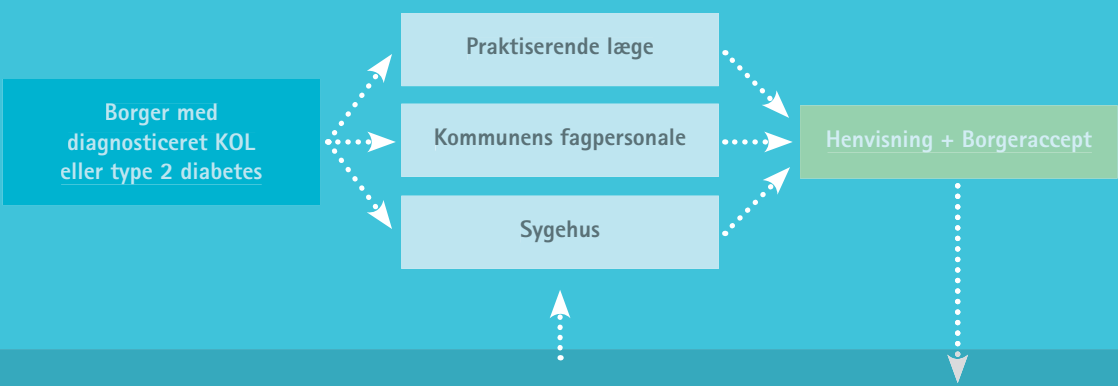 Borger med
diagnosticeret KOL
eller type 2 diabetes
Praktiserende læge
Kommunens fagpersonale
Sygehus
Henvisning + Borgeraccept